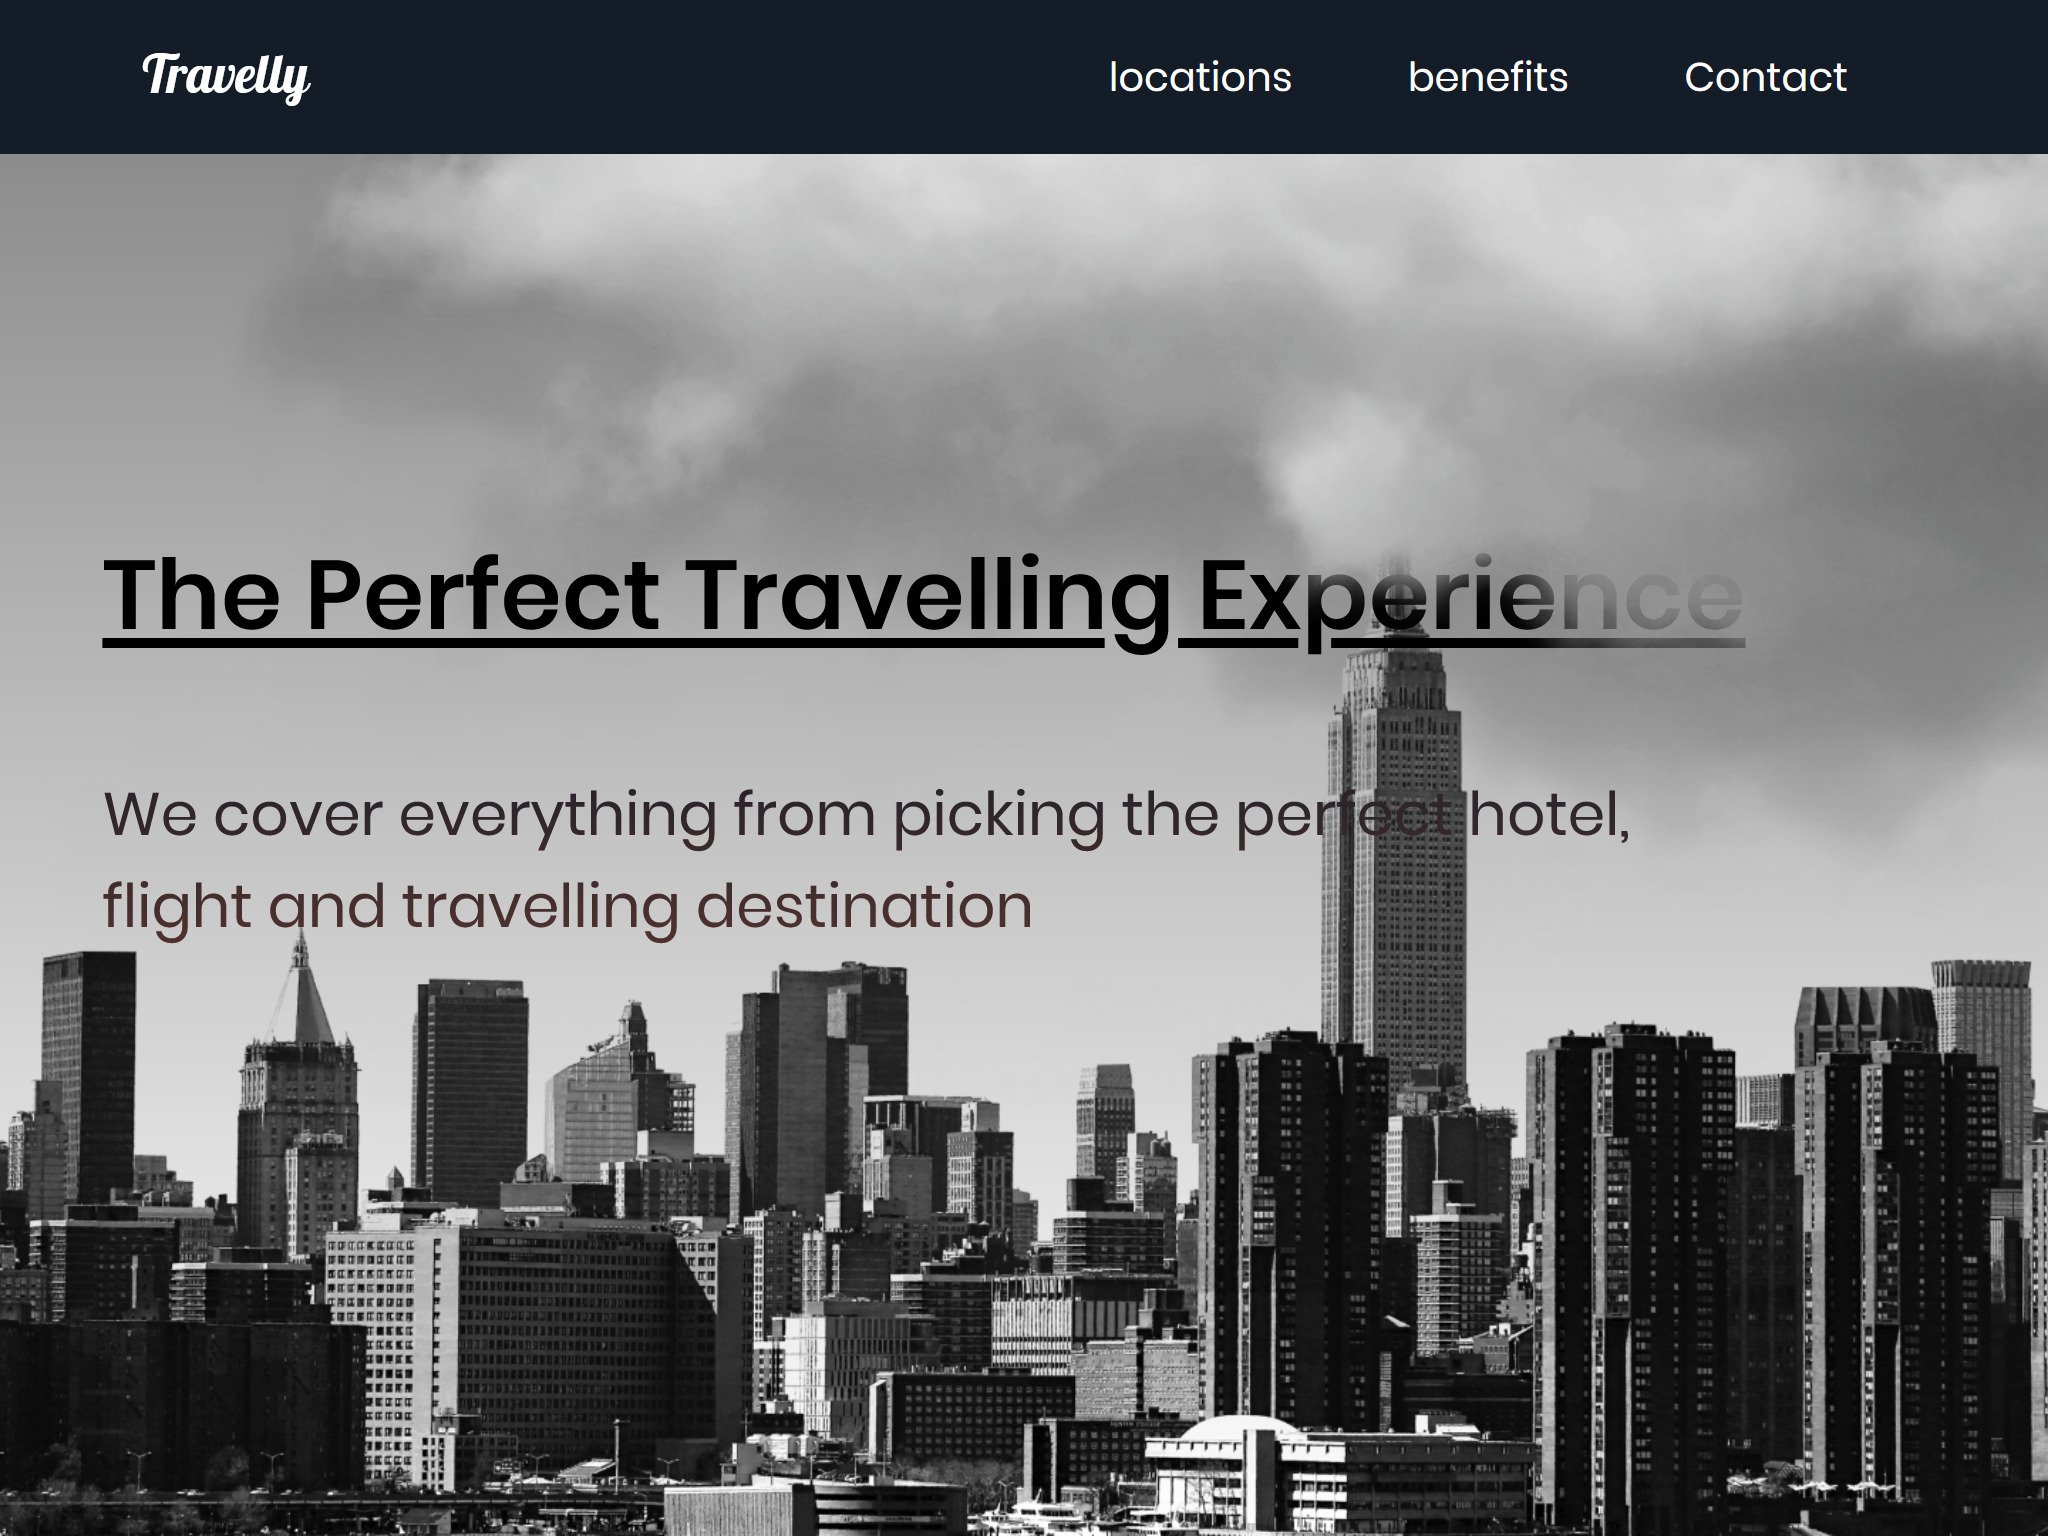 Travelly
locations benefits Contact
The Perfect Travelling Experience
We cover everything from picking the perfect hotel,
flight and travelling destination